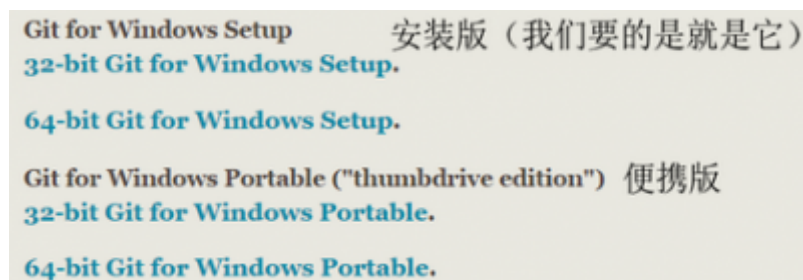 Git for Windows Setup 安装版（我们要的是就是它）
32-bit Git for Windows Setup.
64-bit Git for Windows Setup.
Git for Windows Portable ("thumbdrive edition") 便携版
32-bit Git for Windows Portable.
64-bit Git for Windows Portable.